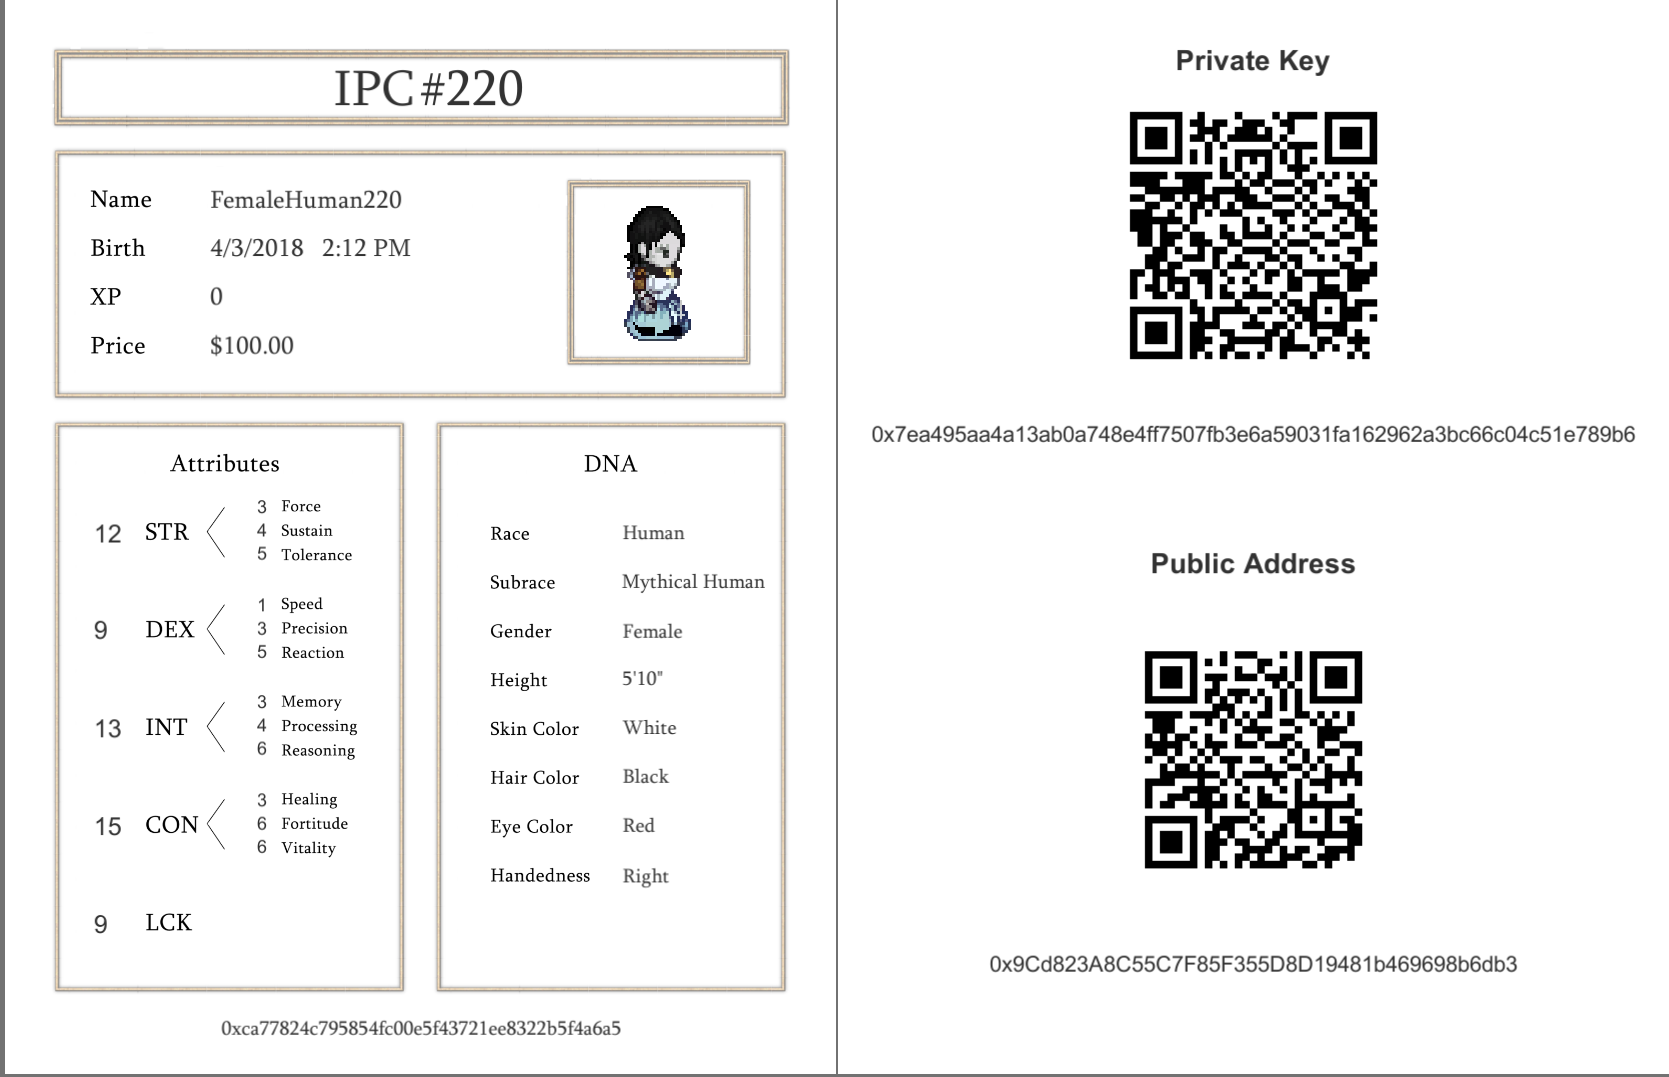 IPC#220
Name FemaleHuman220
Birth 4/3/2018 2:12 PM
XP 0
Price $100.00
Attributes
12 STR
3 Force
4 Sustain
5 Tolerance
9 DEX
1 Speed
3 Precision
5 Reaction
13 INT
3 Memory
4 Processing
6 Reasoning
15 CON
3 Healing
6 Fortitude
6 Vitality
9 LCK
DNA
Race Human
Subrace Mythical Human
Gender Female
Height 5'10"
Skin Color White
Hair Color Black
Eye Color Red
Handedness Right
0xca77824c795854fc00e5f43721ee8322b5f4a6a5
Private Key
0x7ea495aa4a13ab0a748e4ff7507fb3e6a59031fa162962a3bc66c04c51e789b6
Public Address
0x9Cd823A8C55C7F85F355D8D19481b469698b6db3